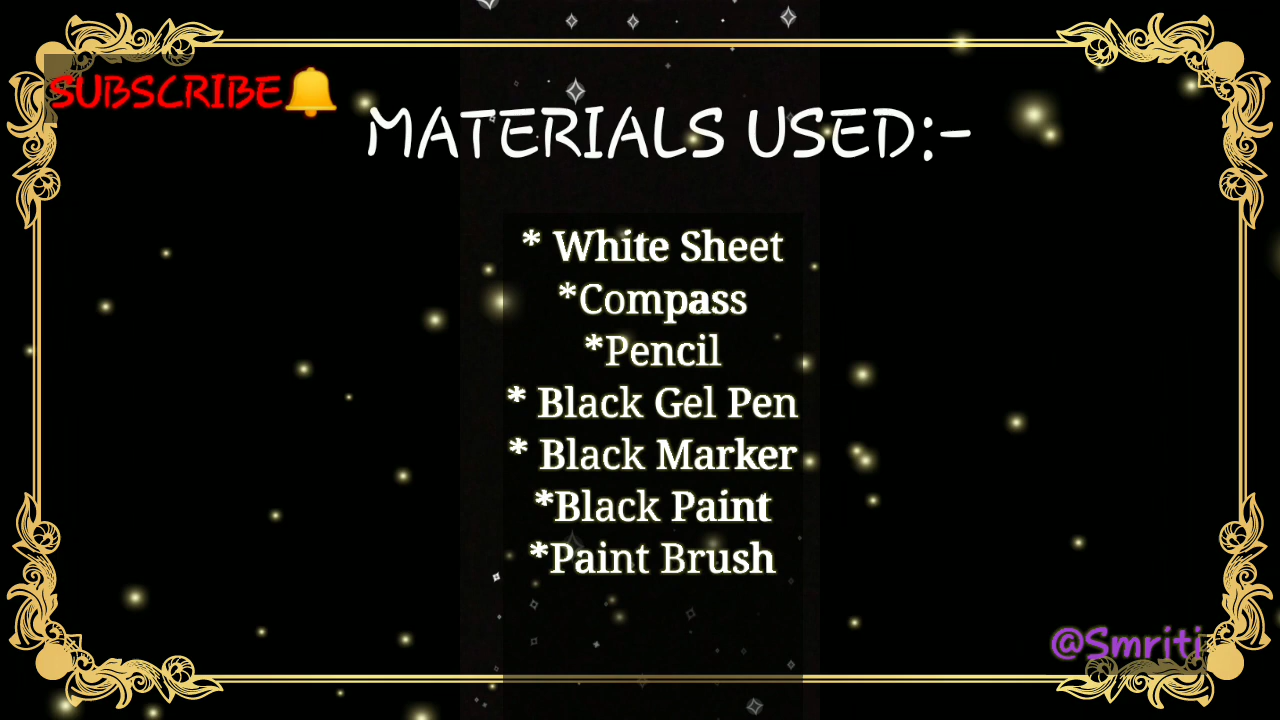 SUBSCRIBE🔔
MATERIALS USED:-
* White Sheet
*Compass
*Pencil
* Black Gel Pen
* Black Marker
*Black Paint
*Paint Brush
@Smriti